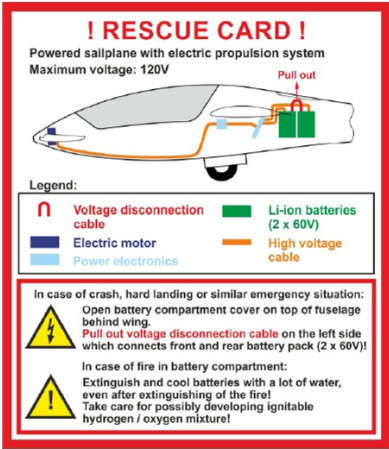 ! RESCUE CARD !
Powered sailplane with electric propulsion system
Maximum voltage: 120V
Pull out
Legend:
Voltage disconnection
cable
Li-ion batteries
(2 x 60V)
Electric motor
High voltage
cable
Power electronics
In case of crash, hard landing or similar emergency situation:
Open battery compartment cover on top of fuselage
behind wing.
Pull out voltage disconnection cable on the left side
which connects front and rear battery pack (2 x 60V)!
In case of fire in battery compartment:
Extinguish and cool batteries with a lot of water,
even after extinguishing of the fire!
Take care for possibly developing ignitable
hydrogen / oxygen mixture!